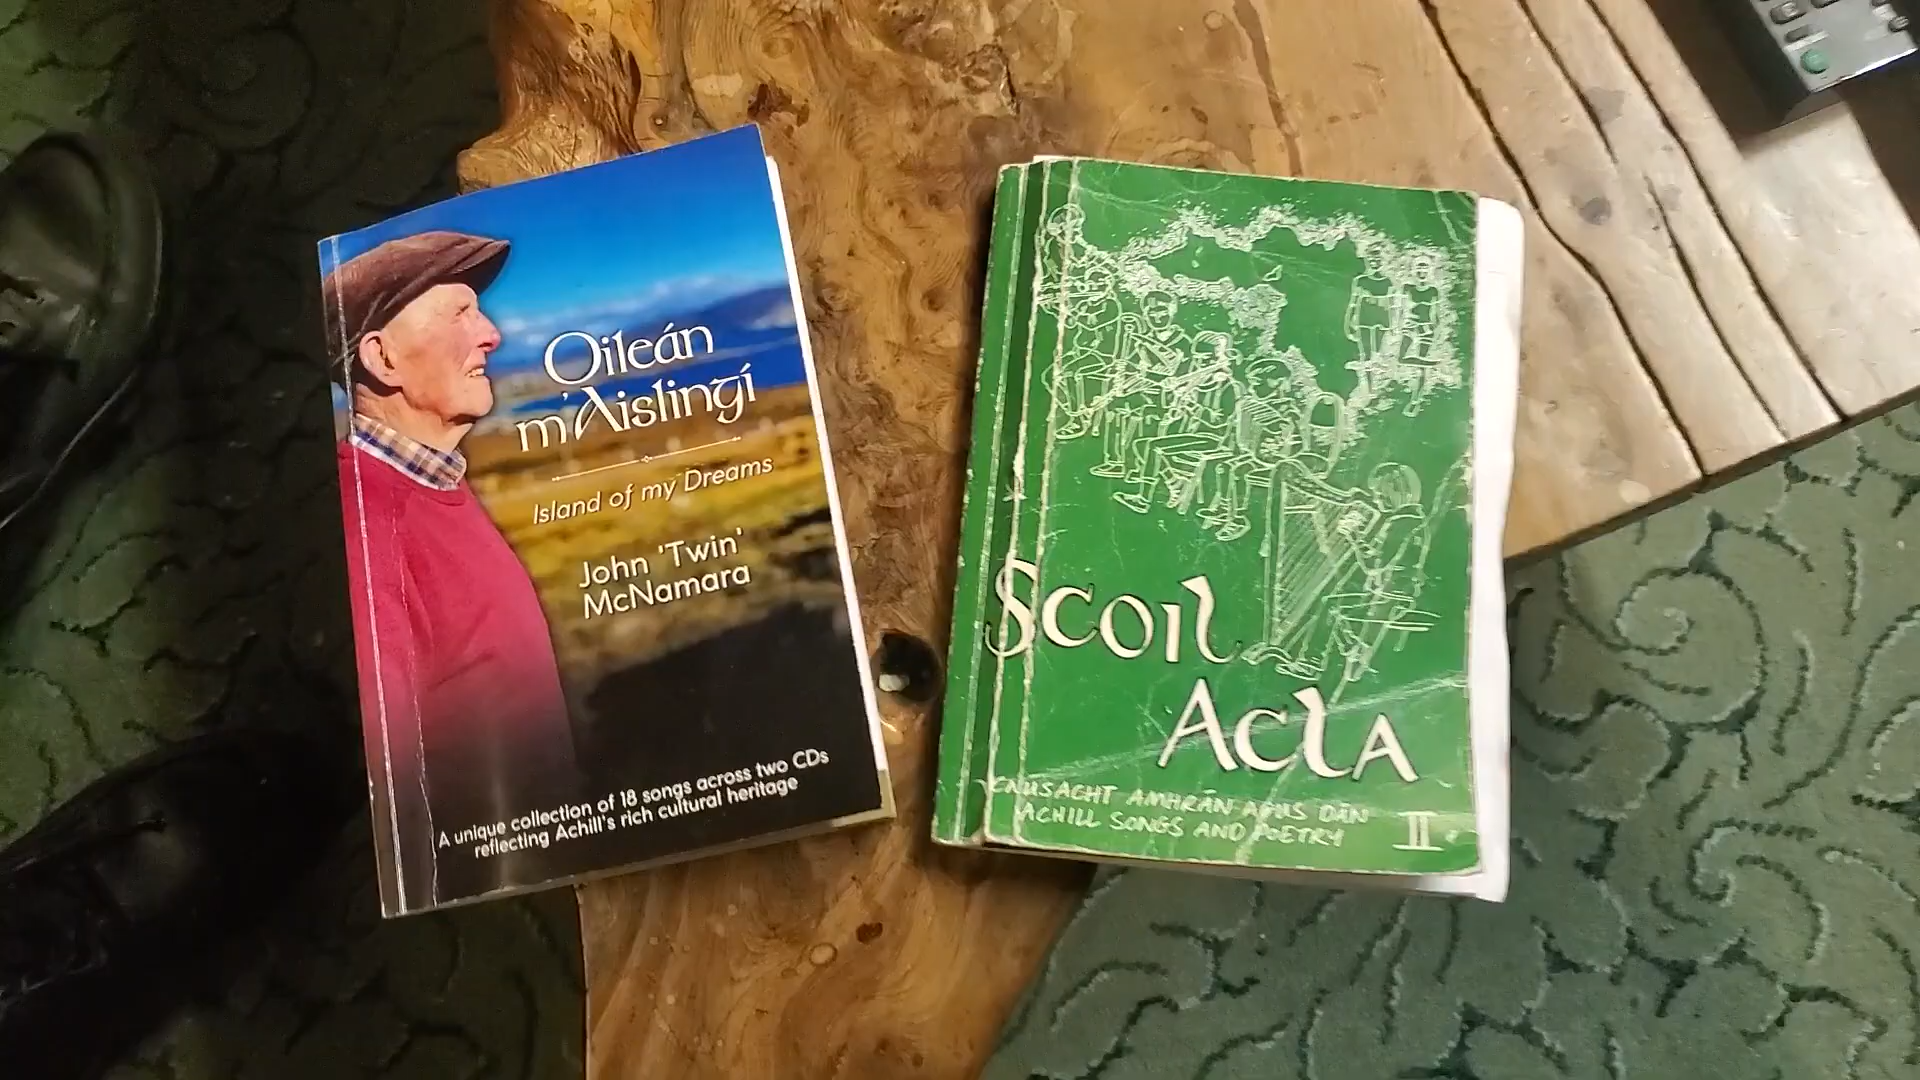 Oileán
m'Aislingí
Island of my Dreams
John 'Twin'
McNamara
A unique collection of 18 songs across two CDs
reflecting Achill's rich cultural heritage
Scoil
Acla
CNUSACHT AMHRÁN AGUS DÁN
ACHILL SONGS AND POETRY
II